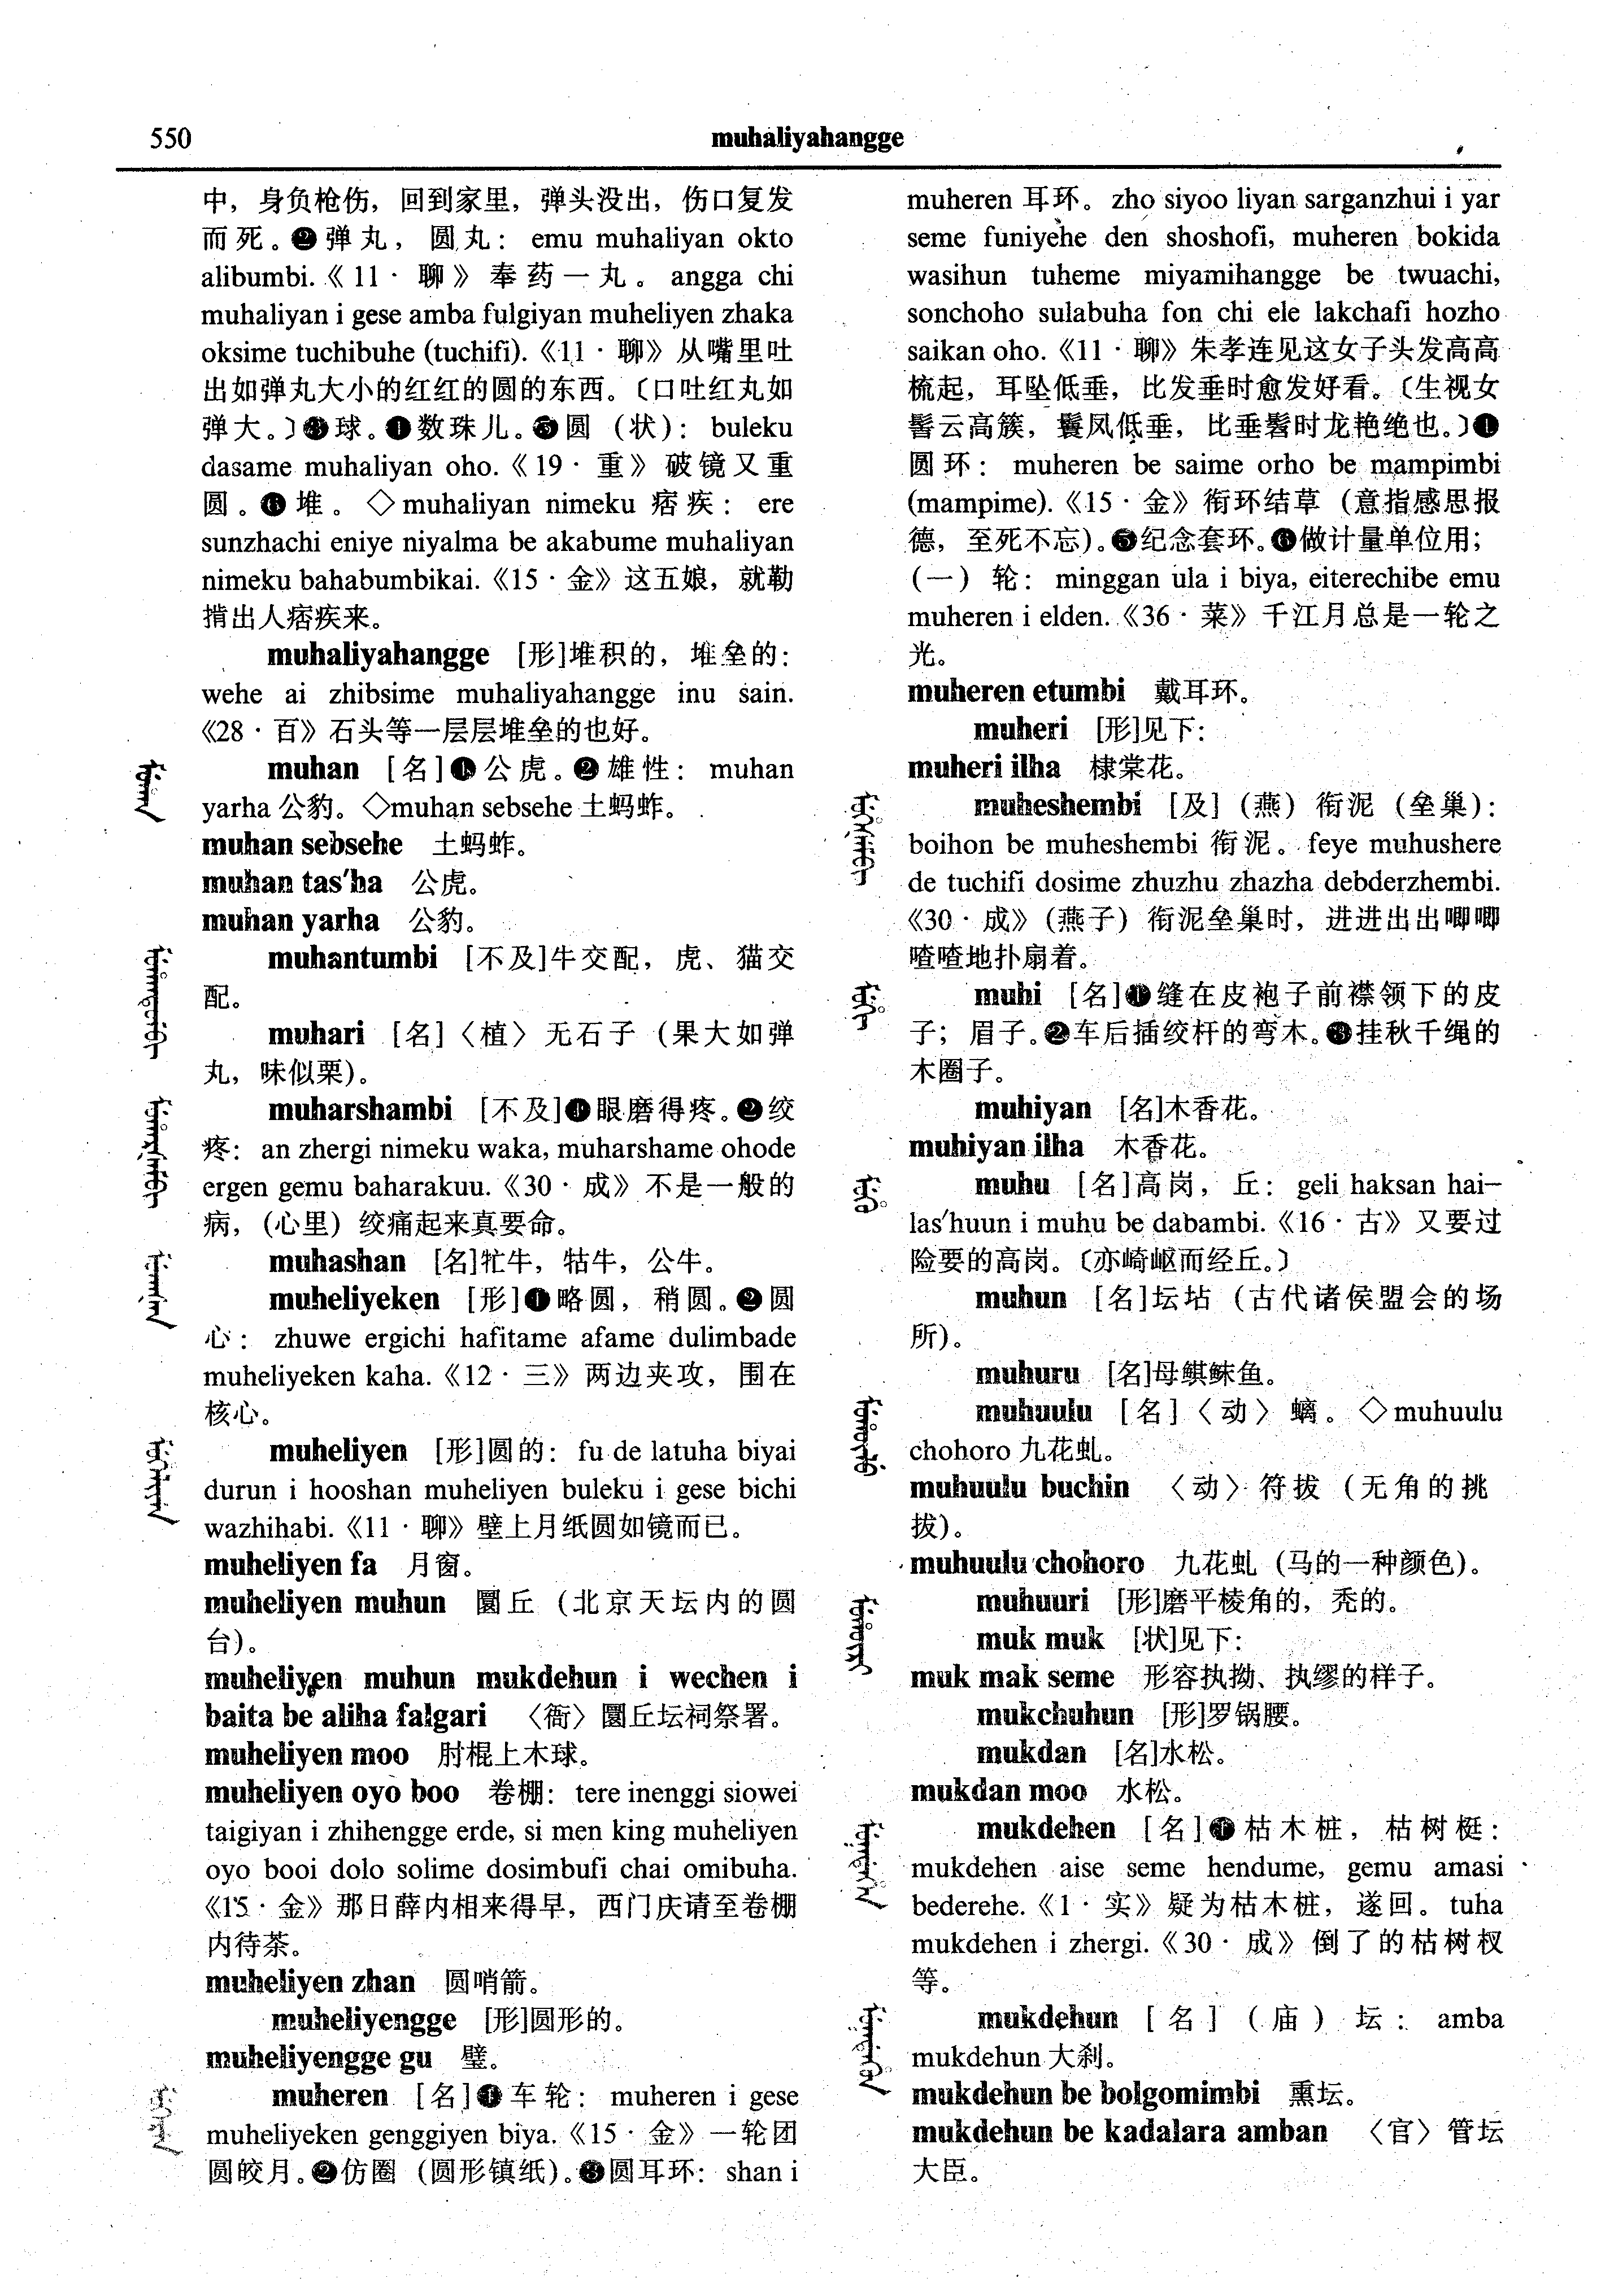 550
muhaliyahangge
中，身负枪伤，回到家里，弹头没出，伤口复发
而死。❷弹丸，圆丸：emu muhaliyan okto
alibumbi.《11·聊》奉药一丸。angga chi
muhaliyan i gese amba fulgiyan muheliyen zhaka
oksime tuchibuhe (tuchifi).《11·聊》从嘴里吐
出如弹丸大小的红红的圆的东西。〔口吐红丸如
弹大。〕❸球。❹数珠儿。❺圆（状）：buleku
dasame muhaliyan oho.《19·重》破镜又重
圆。❻堆。◇muhaliyan nimeku 痞疾：ere
sunzhachi eniye niyalma be akabume muhaliyan
nimeku bahabumbikai.《15·金》这五娘，就勒
掯出人痞疾来。
muhaliyahangge [形]堆积的，堆垒的：
wehe ai zhibsime muhaliyahangge inu sain.
《28·百》石头等一层层堆垒的也好。
muhan [名]❶公虎。❷雄性：muhan
yarha 公豹。◇muhan sebsehe 土蚂蚱。
muhan sebsehe 土蚂蚱。
muhan tas'ha 公虎。
muhan yarha 公豹。
muhantumbi [不及]牛交配，虎、猫交
配。
muhari [名]〈植〉无石子（果大如弹
丸，味似栗）。
muharshambi [不及]❶眼磨得疼。❷绞
疼：an zhergi nimeku waka, muharshame ohode
ergen gemu baharakuu.《30·成》不是一般的
病，（心里）绞痛起来真要命。
muhashan [名]牤牛，牯牛，公牛。
muheliyeken [形]❶略圆，稍圆。❷圆
心：zhuwe ergichi hafitame afame dulimbade
muheliyeken kaha.《12·三》两边夹攻，围在
核心。
muheliyen [形]圆的：fu de latuha biyai
durun i hooshan muheliyen buleku i gese bichi
wazhihabi.《11·聊》壁上月纸圆如镜而已。
muheliyen fa 月窗。
muheliyen muhun 圜丘（北京天坛内的圆
台）。
muheliyen muhun mukdehun i wechen i
baita be aliha falgari 〈衙〉圜丘坛祠祭署。
muheliyen moo 肘棍上木球。
muheliyen oyo boo 卷棚：tere inenggi siowei
taigiyan i zhihengge erde, si men king muheliyen
oyo booi dolo solime dosimbufi chai omibuha.
《15·金》那日薛内相来得早，西门庆请至卷棚
内待茶。
muheliyen zhan 圆哨箭。
muheliyengge [形]圆形的。
muheliyengge gu 璧。
muheren [名]❶车轮：muheren i gese
muheliyeken genggiyen biya.《15·金》一轮团
圆皎月。❷仿圈（圆形镇纸）。❸圆耳环：shan i
muheren 耳环。zho siyoo liyan sarganzhui i yar
seme funiyehe den shoshofi, muheren bokida
wasihun tuheme miyamihangge be twuachi,
sonchoho sulabuha fon chi ele lakchafi hozho
saikan oho.《11·聊》朱孝连见这女子头发高高
梳起，耳坠低垂，比发垂时愈发好看。〔生视女
髻云高簇，鬟凤低垂，比垂髫时龙艳绝也。〕❹
圆环：muheren be saime orho be mampimbi
(mampime).《15·金》衔环结草（意指感恩报
德，至死不忘）。❺纪念套环。❻做计量单位用；
（一）轮：minggan ula i biya, eiterechibe emu
muheren i elden.《36·菜》千江月总是一轮之
光。
muheren etumbi 戴耳环。
muheri [形]见下：
muheri ilha 棣棠花。
muheshembi [及]（燕）衔泥（垒巢）：
boihon be muheshembi 衔泥。feye muhushere
de tuchifi dosime zhuzhu zhazha debderzhembi.
《30·成》（燕子）衔泥垒巢时，进进出出唧唧
喳喳地扑扇着。
muhi [名]❶缝在皮袍子前襟领下的皮
子；眉子。❷车后插绞杆的弯木。❸挂秋千绳的
木圈子。
muhiyan [名]木香花。
muhiyan ilha 木香花。
muhu [名]高岗，丘：geli haksan hai-
las'huun i muhu be dabambi.《16·古》又要过
险要的高岗。〔亦崎岖而经丘。〕
muhun [名]坛坫（古代诸侯盟会的场
所）。
muhuru [名]母鲯鯠鱼。
muhuulu [名]〈动〉螭。◇muhuulu
chohoro 九花虬。
muhuulu buchin 〈动〉符拔（无角的挑
拔）。
muhuulu chohoro 九花虬（马的一种颜色）。
muhuuri [形]磨平棱角的，秃的。
muk muk [状]见下：
muk mak seme 形容执拗、执缪的样子。
mukchuhun [形]罗锅腰。
mukdan [名]水松。
mukdan moo 水松。
mukdehen [名]❶枯木桩，枯树梃：
mukdehen aise seme hendume, gemu amasi
bederehe.《1·实》疑为枯木桩，遂回。tuha
mukdehen i zhergi.《30·成》倒了的枯树杈
等。
mukdehun [名]（庙）坛：amba
mukdehun 大刹。
mukdehun be bolgomimbi 熏坛。
mukdehun be kadalara amban 〈官〉管坛
大臣。